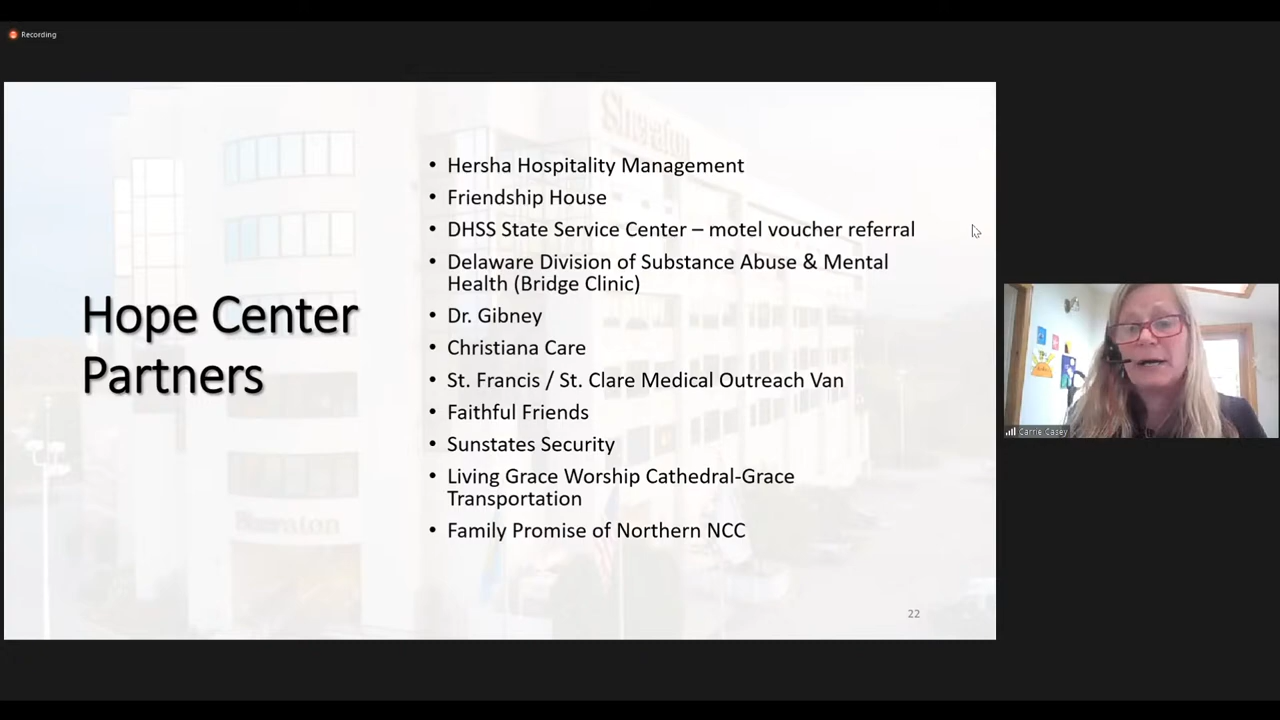 Recording
Sheraton
Hope Center
Partners
• Hersha Hospitality Management
• Friendship House
• DHSS State Service Center – motel voucher referral
• Delaware Division of Substance Abuse & Mental
Health (Bridge Clinic)
• Dr. Gibney
• Christiana Care
• St. Francis / St. Clare Medical Outreach Van
• Faithful Friends
• Sunstates Security
• Living Grace Worship Cathedral-Grace
Transportation
• Family Promise of Northern NCC
Sheraton
22
Carrie Casey